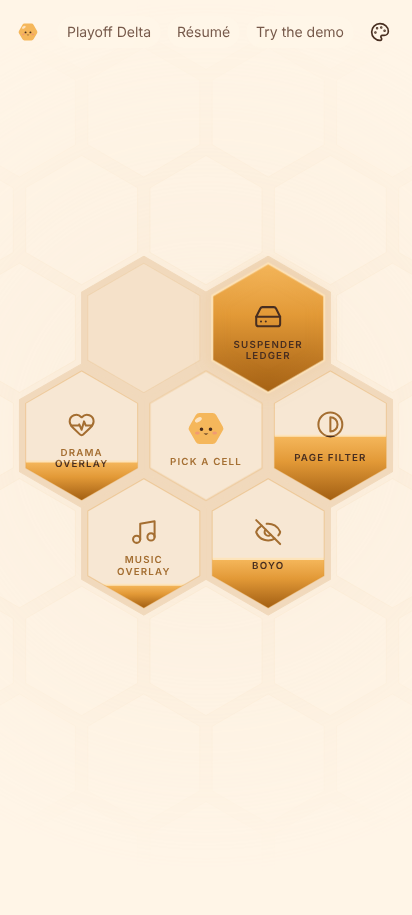 Playoff Delta Résumé Try the demo
SUSPENDER
LEDGER
DRAMA
OVERLAY
PICK A CELL
PAGE FILTER
MUSIC
OVERLAY
BOYO